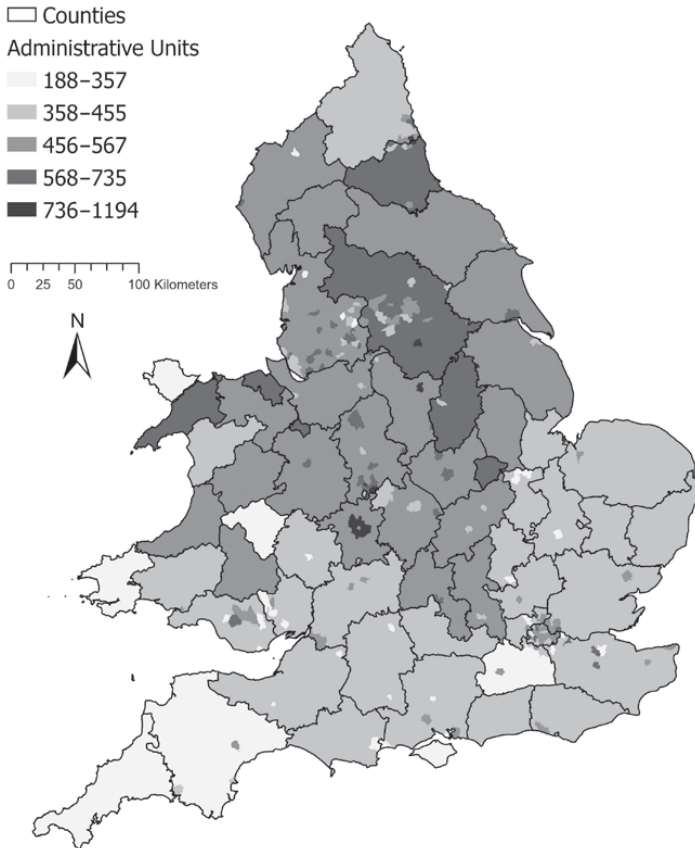 Counties
Administrative Units
188–357
358–455
456–567
568–735
736–1194
0 25 50 100 Kilometers
N